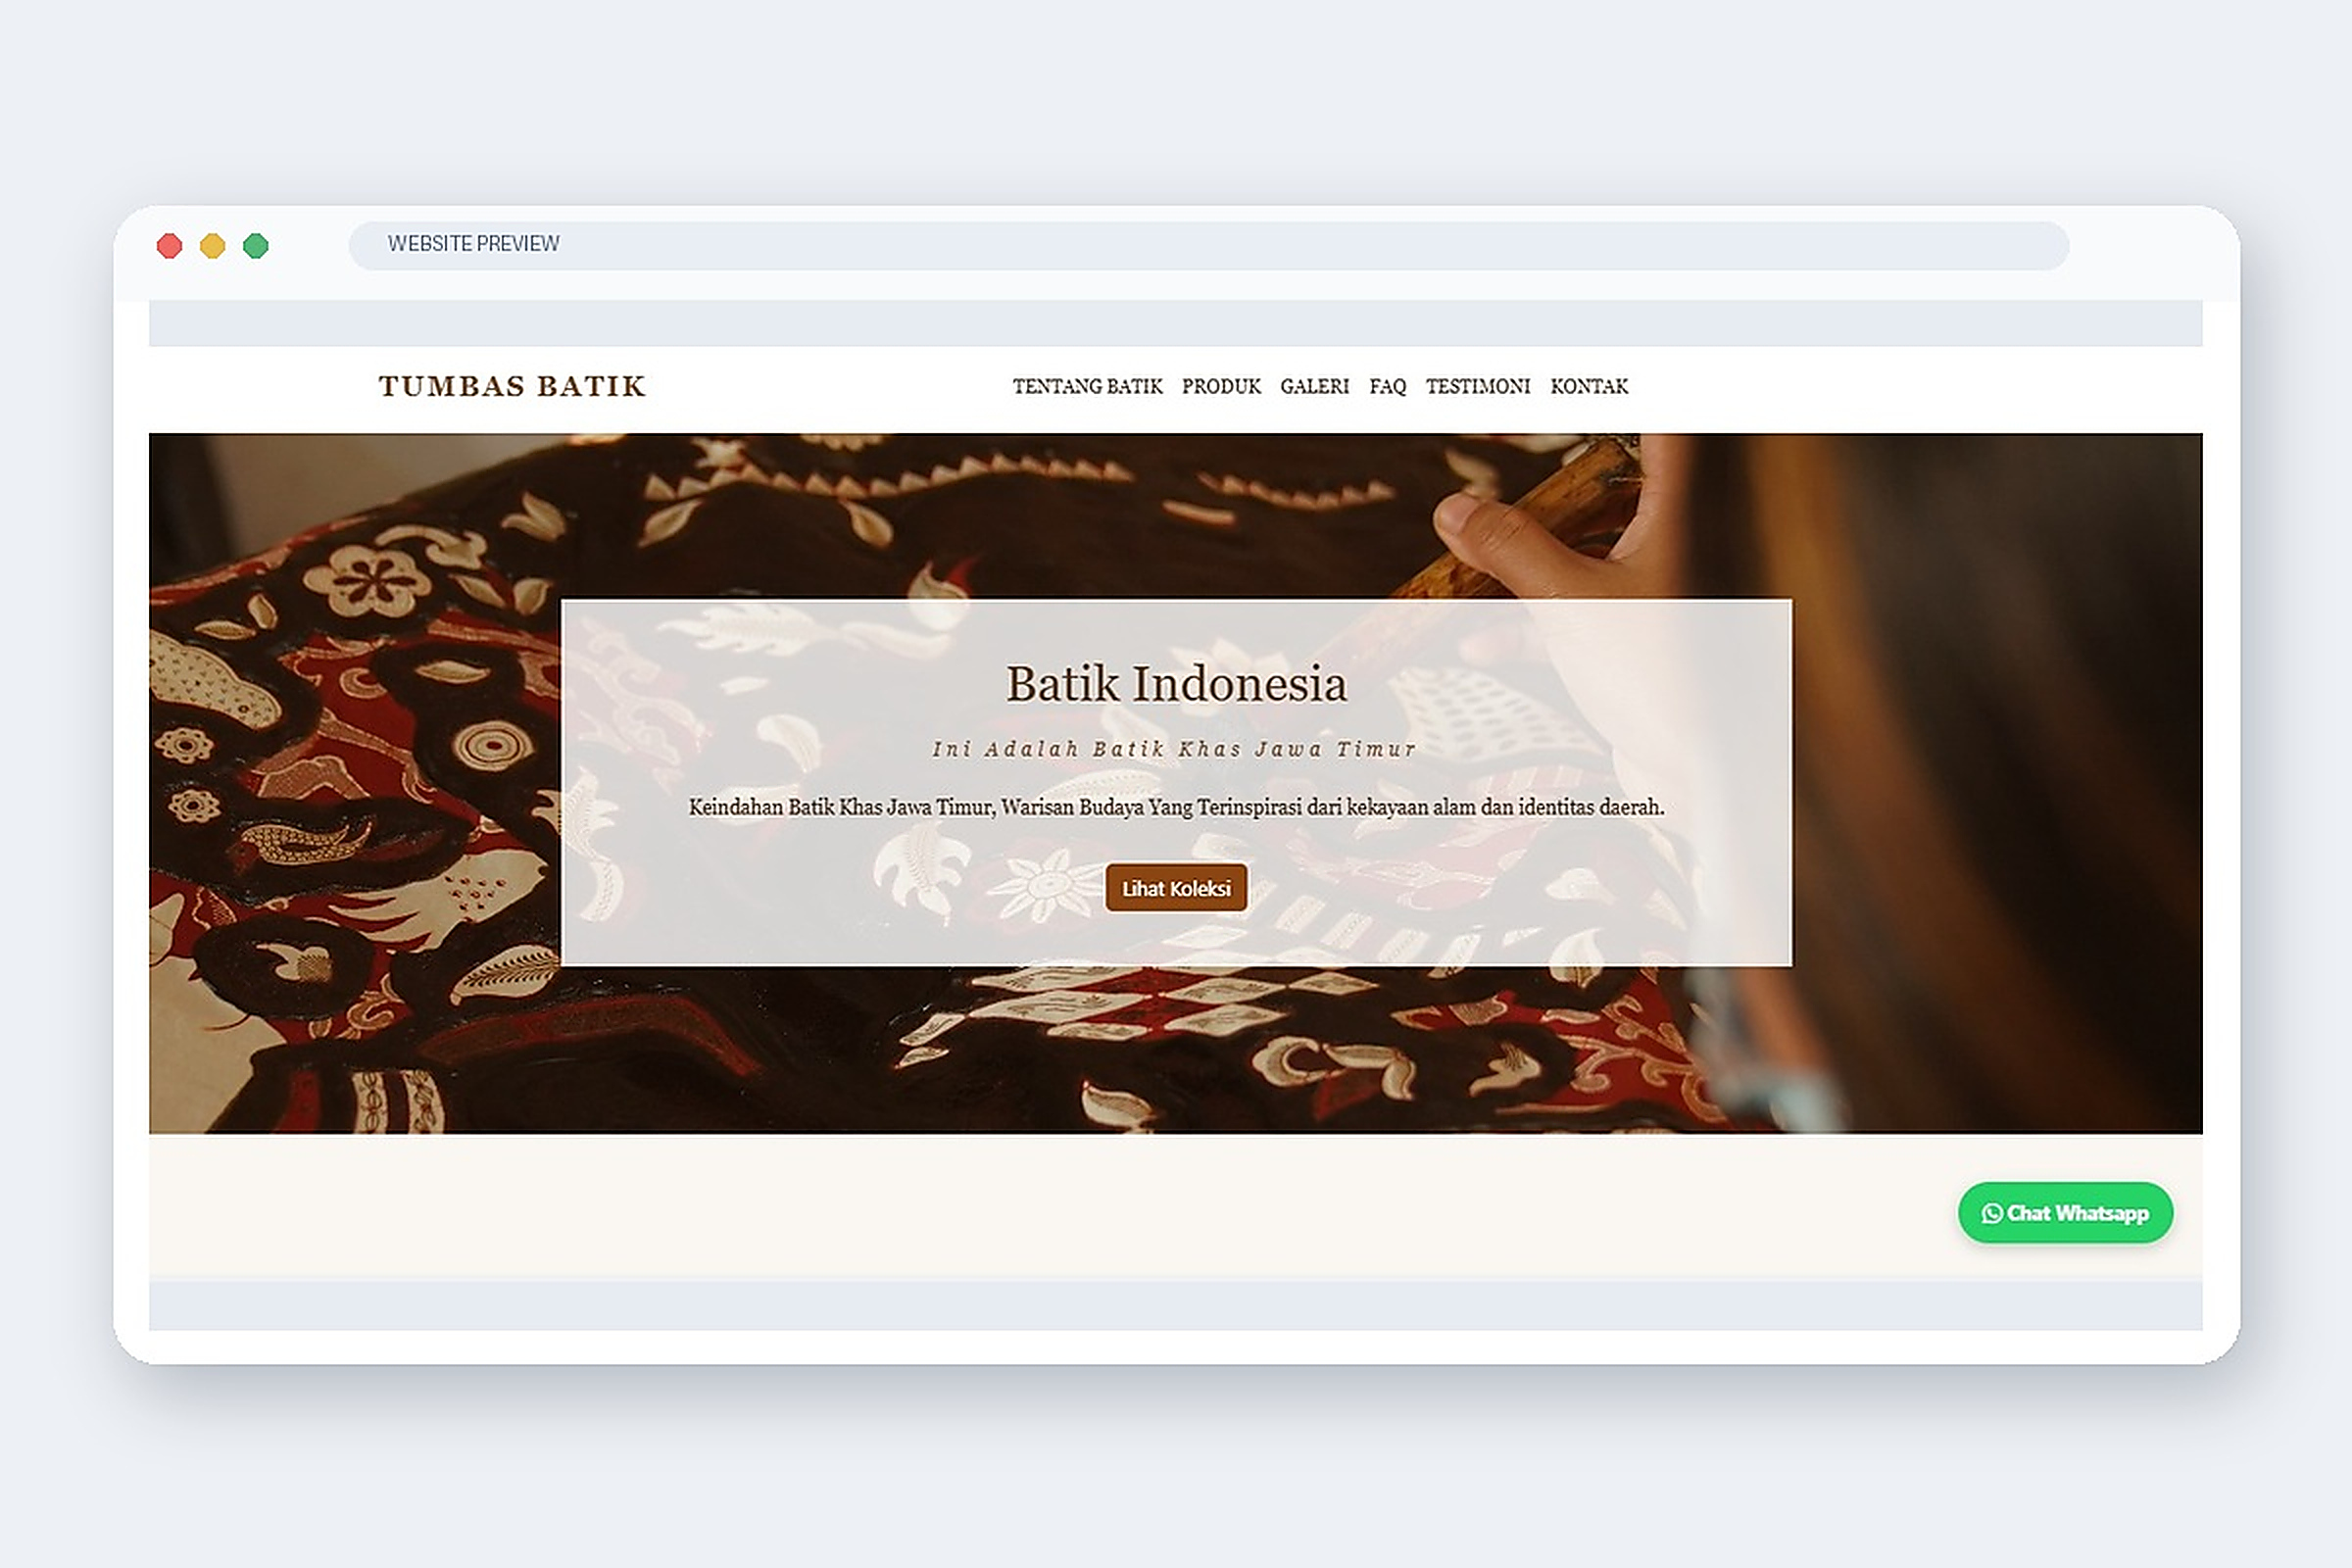 WEBSITE PREVIEW
TUMBAS BATIK
TENTANG BATIK PRODUK GALERI FAQ TESTIMONI KONTAK
Batik Indonesia
Ini Adalah Batik Khas Jawa Timur
Keindahan Batik Khas Jawa Timur, Warisan Budaya Yang Terinspirasi dari kekayaan alam dan identitas daerah.
Lihat Koleksi
Chat Whatsapp